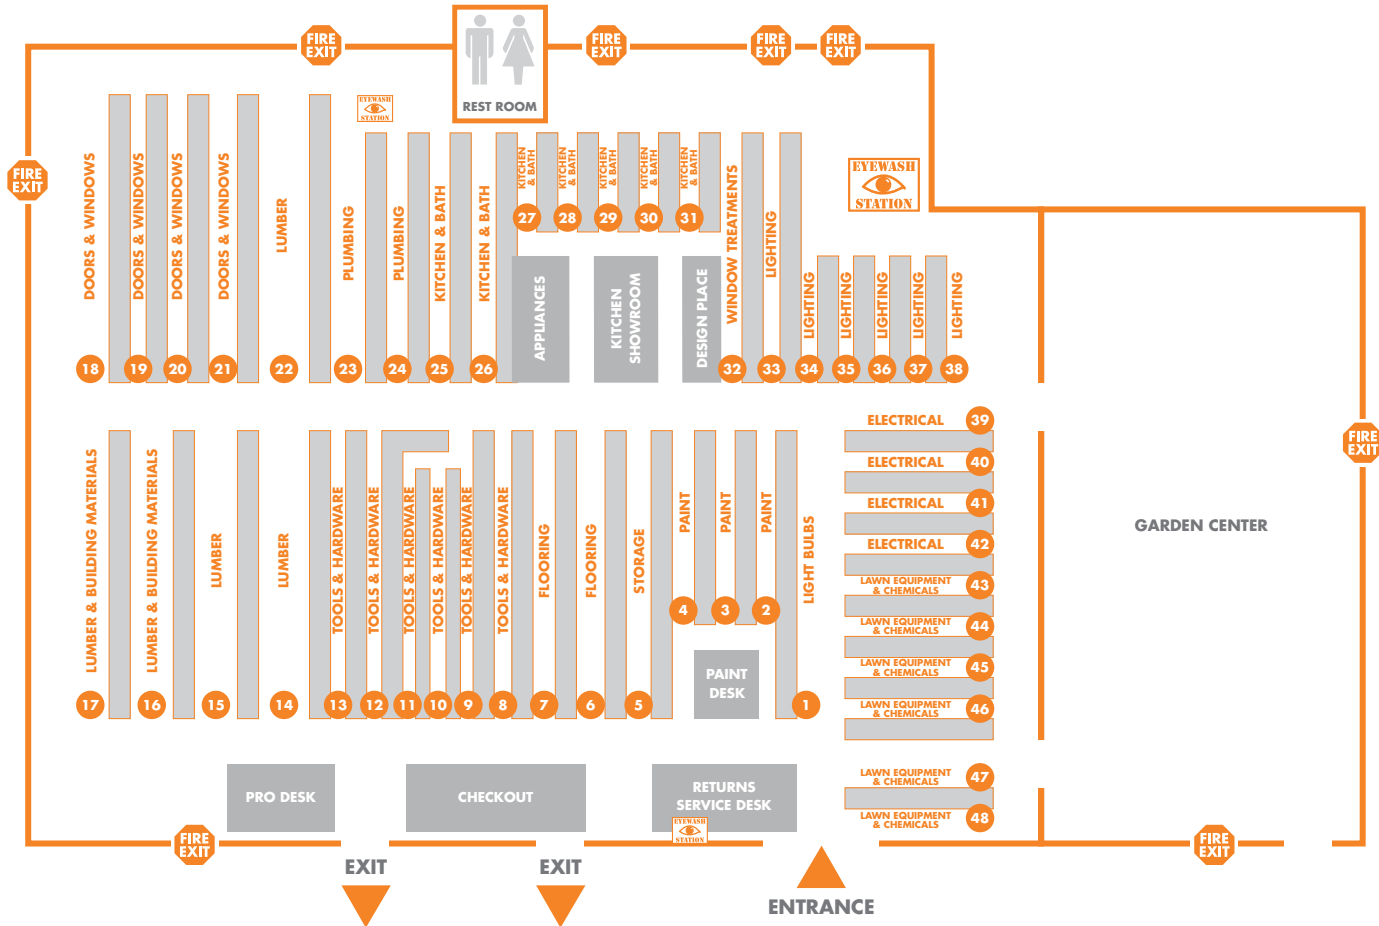 FIRE
EXIT
FIRE
EXIT
FIRE
EXIT
FIRE
EXIT
REST ROOM
EYEWASH
STATION
FIRE
EXIT
EYEWASH
STATION
DOORS & WINDOWS
DOORS & WINDOWS
DOORS & WINDOWS
DOORS & WINDOWS
LUMBER
PLUMBING
PLUMBING
KITCHEN & BATH
KITCHEN & BATH
KITCHEN
& BATH
KITCHEN
& BATH
KITCHEN
& BATH
KITCHEN
& BATH
KITCHEN
& BATH
27
28
29
30
31
WINDOW TREATMENTS
LIGHTING
LIGHTING
LIGHTING
LIGHTING
LIGHTING
LIGHTING
APPLIANCES
KITCHEN
SHOWROOM
DESIGN PLACE
18
19
20
21
22
23
24
25
26
32
33
34
35
36
37
38
ELECTRICAL
39
ELECTRICAL
40
ELECTRICAL
41
ELECTRICAL
42
LAWN EQUIPMENT
& CHEMICALS
43
LAWN EQUIPMENT
& CHEMICALS
44
LAWN EQUIPMENT
& CHEMICALS
45
LAWN EQUIPMENT
& CHEMICALS
46
LAWN EQUIPMENT
& CHEMICALS
47
LAWN EQUIPMENT
& CHEMICALS
48
FIRE
EXIT
GARDEN CENTER
LUMBER & BUILDING MATERIALS
LUMBER & BUILDING MATERIALS
LUMBER
LUMBER
TOOLS & HARDWARE
TOOLS & HARDWARE
TOOLS & HARDWARE
TOOLS & HARDWARE
TOOLS & HARDWARE
TOOLS & HARDWARE
FLOORING
FLOORING
STORAGE
PAINT
PAINT
PAINT
LIGHT BULBS
4
3
2
PAINT
DESK
17
16
15
14
13
12
11
10
9
8
7
6
5
1
PRO DESK
CHECKOUT
RETURNS
SERVICE DESK
EYEWASH
STATION
FIRE
EXIT
FIRE
EXIT
EXIT
EXIT
ENTRANCE